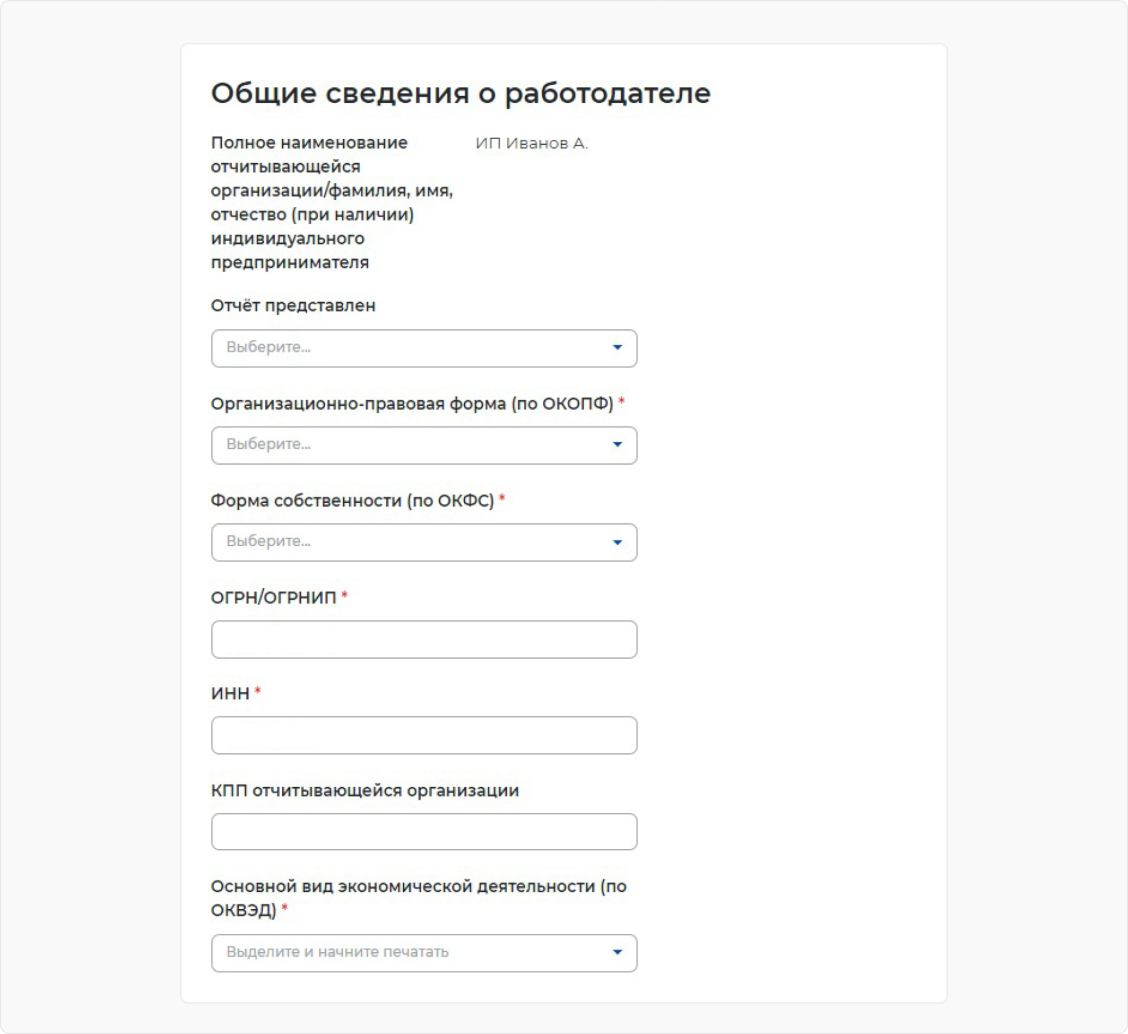 Общие сведения о работодателе
Полное наименование
отчитывающейся
организации/фамилия, имя,
отчество (при наличии)
индивидуального
предпринимателя
ИП Иванов А.
Отчёт представлен
Выберите...
Организационно-правовая форма (по ОКОПФ) *
Выберите...
Форма собственности (по ОКФС) *
Выберите...
ОГРН/ОГРНИП *
ИНН *
КПП отчитывающейся организации
Основной вид экономической деятельности (по
ОКВЭД) *
Выделите и начните печатать